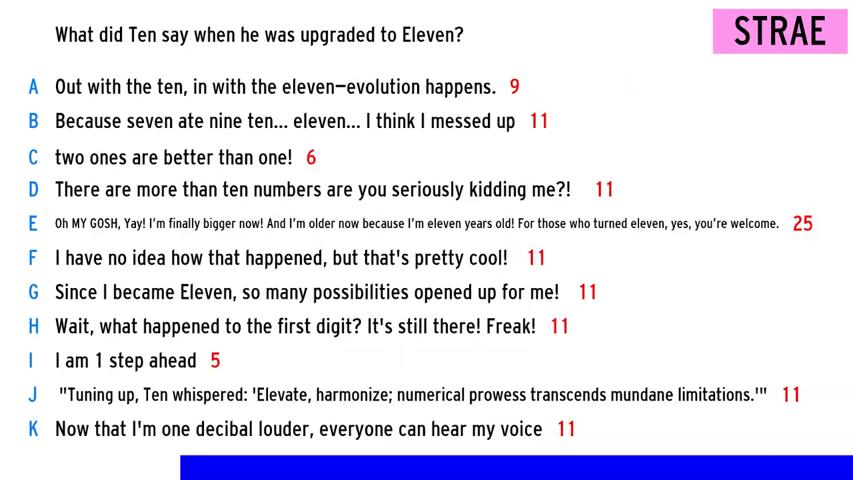 What did Ten say when he was upgraded to Eleven?
STRAE
A Out with the ten, in with the eleven—evolution happens. 9
B Because seven ate nine ten... eleven... I think I messed up 11
C two ones are better than one! 6
D There are more than ten numbers are you seriously kidding me?! 11
E Oh MY GOSH, Yay! I'm finally bigger now! And I'm older now because I'm eleven years old! For those who turned eleven, yes, you're welcome. 25
F I have no idea how that happened, but that's pretty cool! 11
G Since I became Eleven, so many possibilities opened up for me! 11
H Wait, what happened to the first digit? It's still there! Freak! 11
I I am 1 step ahead 5
J "Tuning up, Ten whispered: 'Elevate, harmonize; numerical prowess transcends mundane limitations.'" 11
K Now that I'm one decibal louder, everyone can hear my voice 11